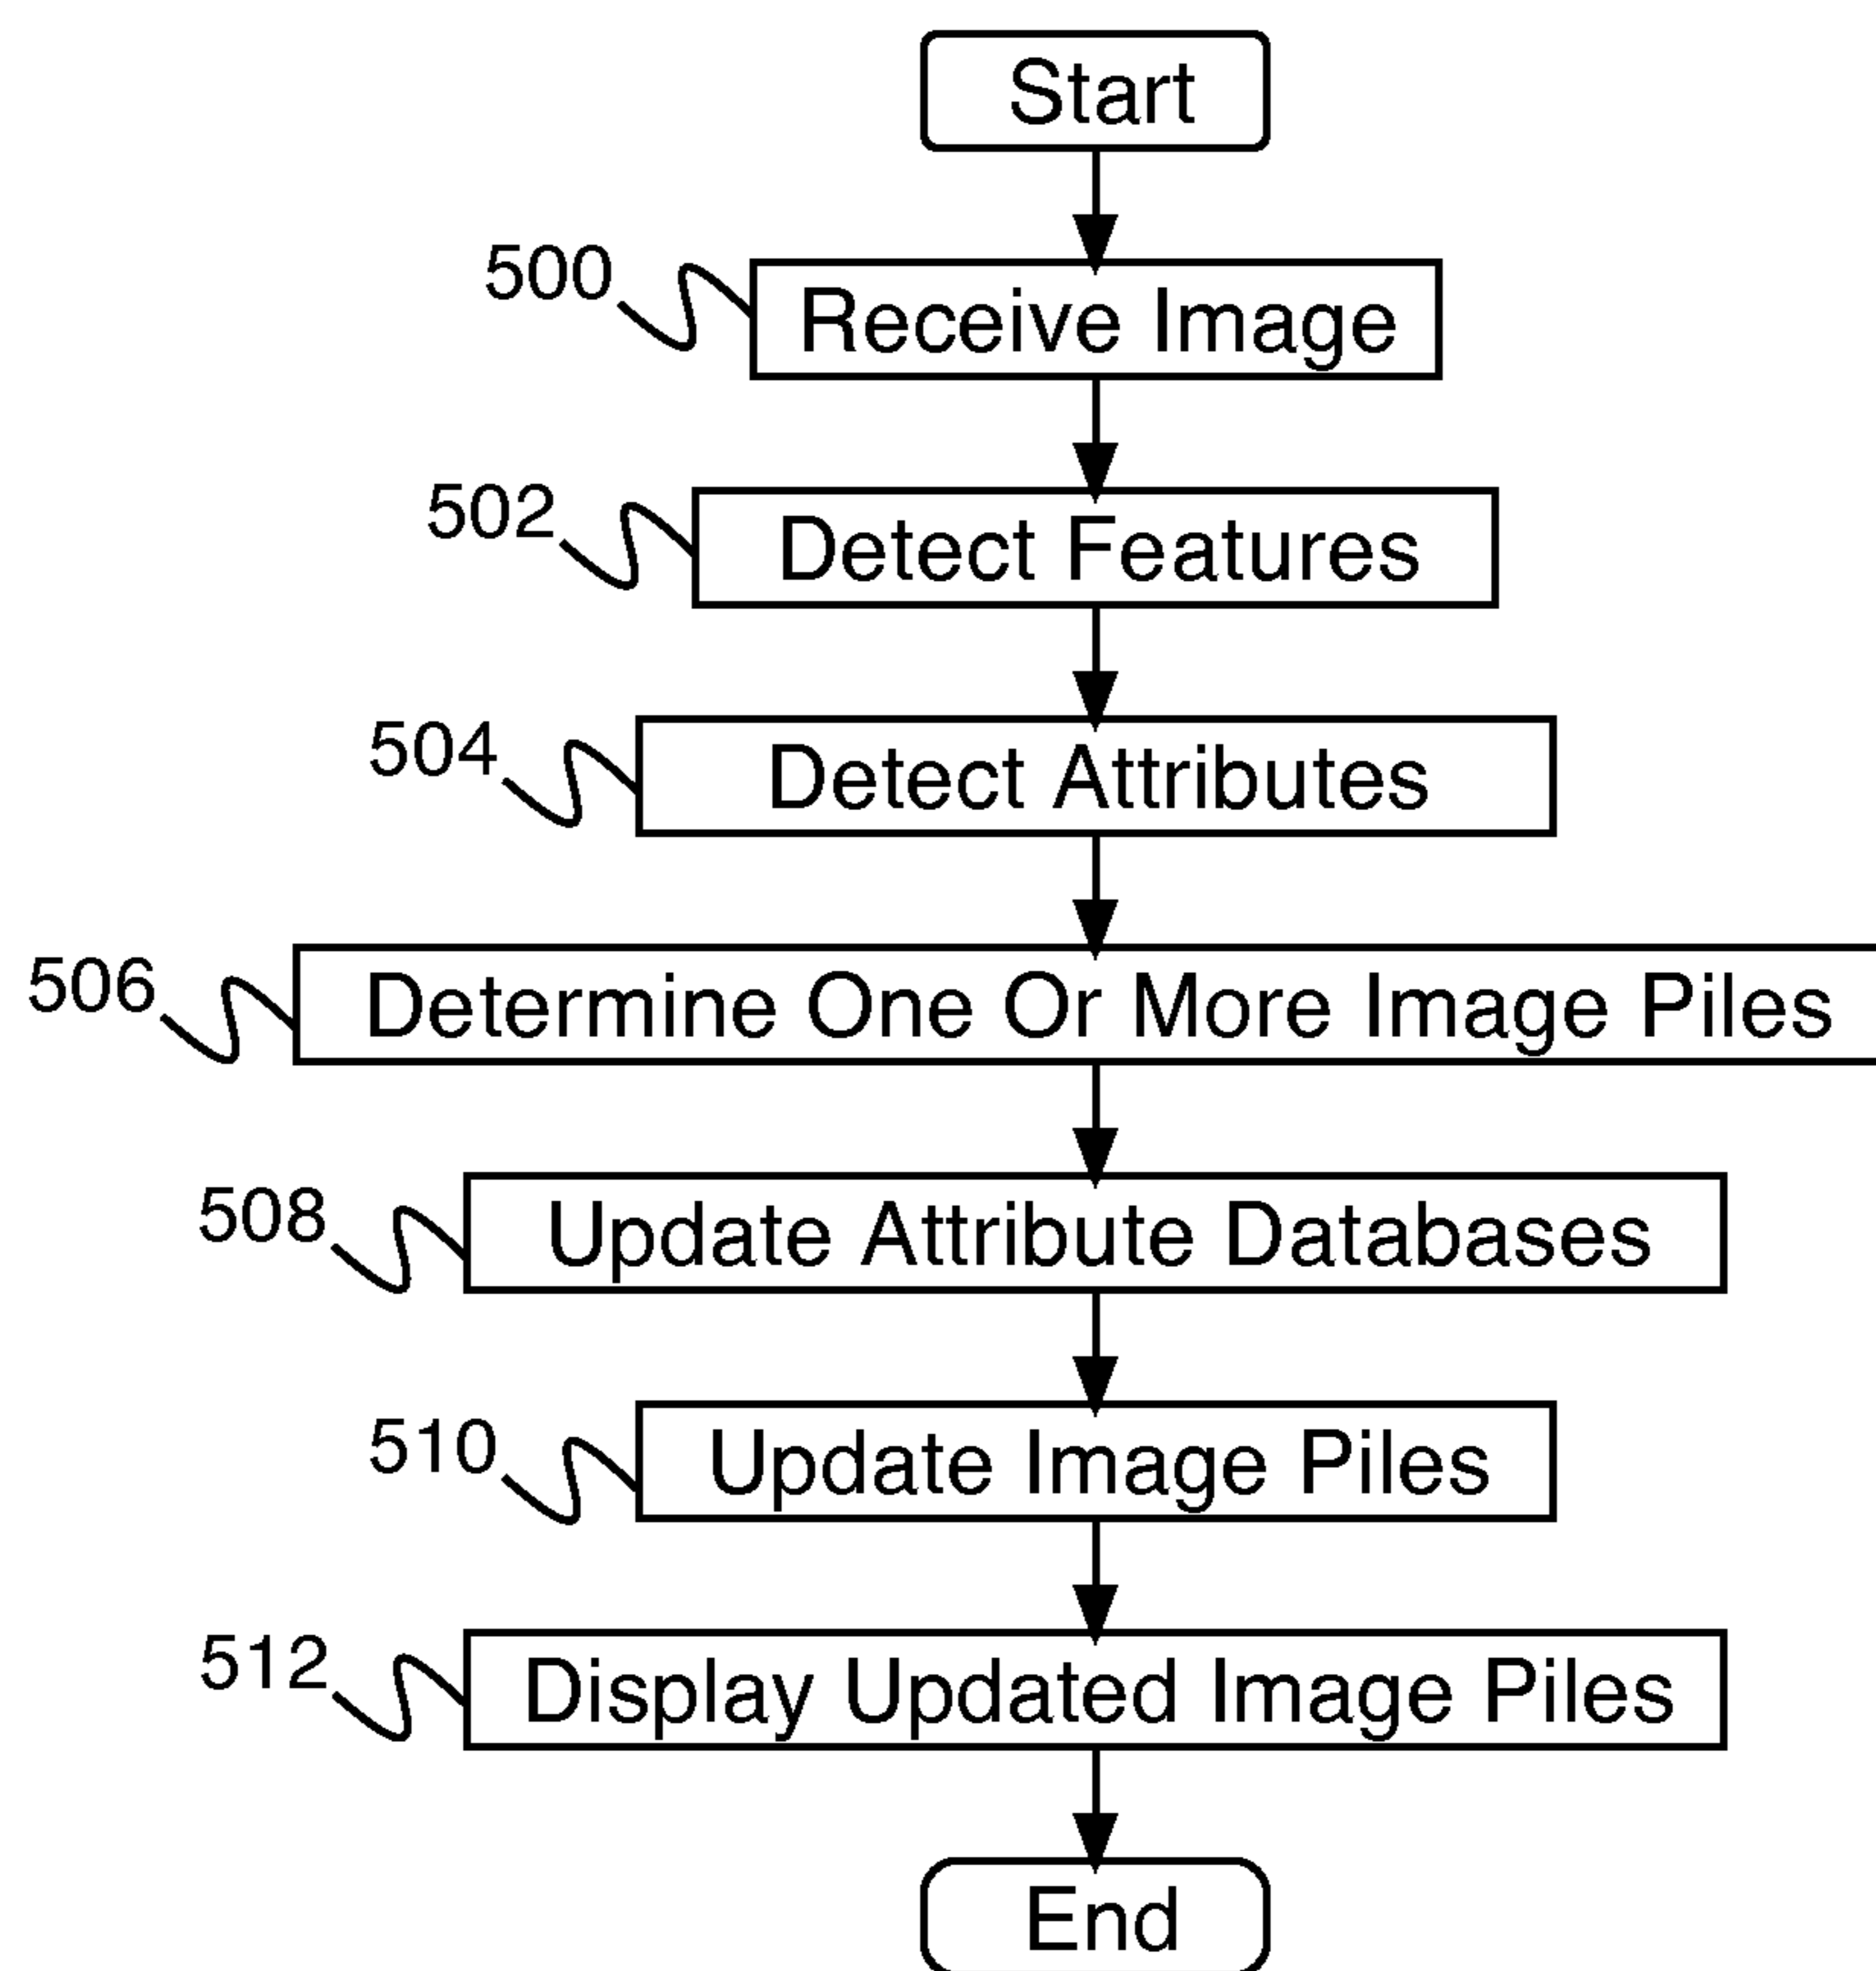 Start
500
Receive Image
502
Detect Features
504
Detect Attributes
506
Determine One Or More Image Piles
508
Update Attribute Databases
510
Update Image Piles
512
Display Updated Image Piles
End